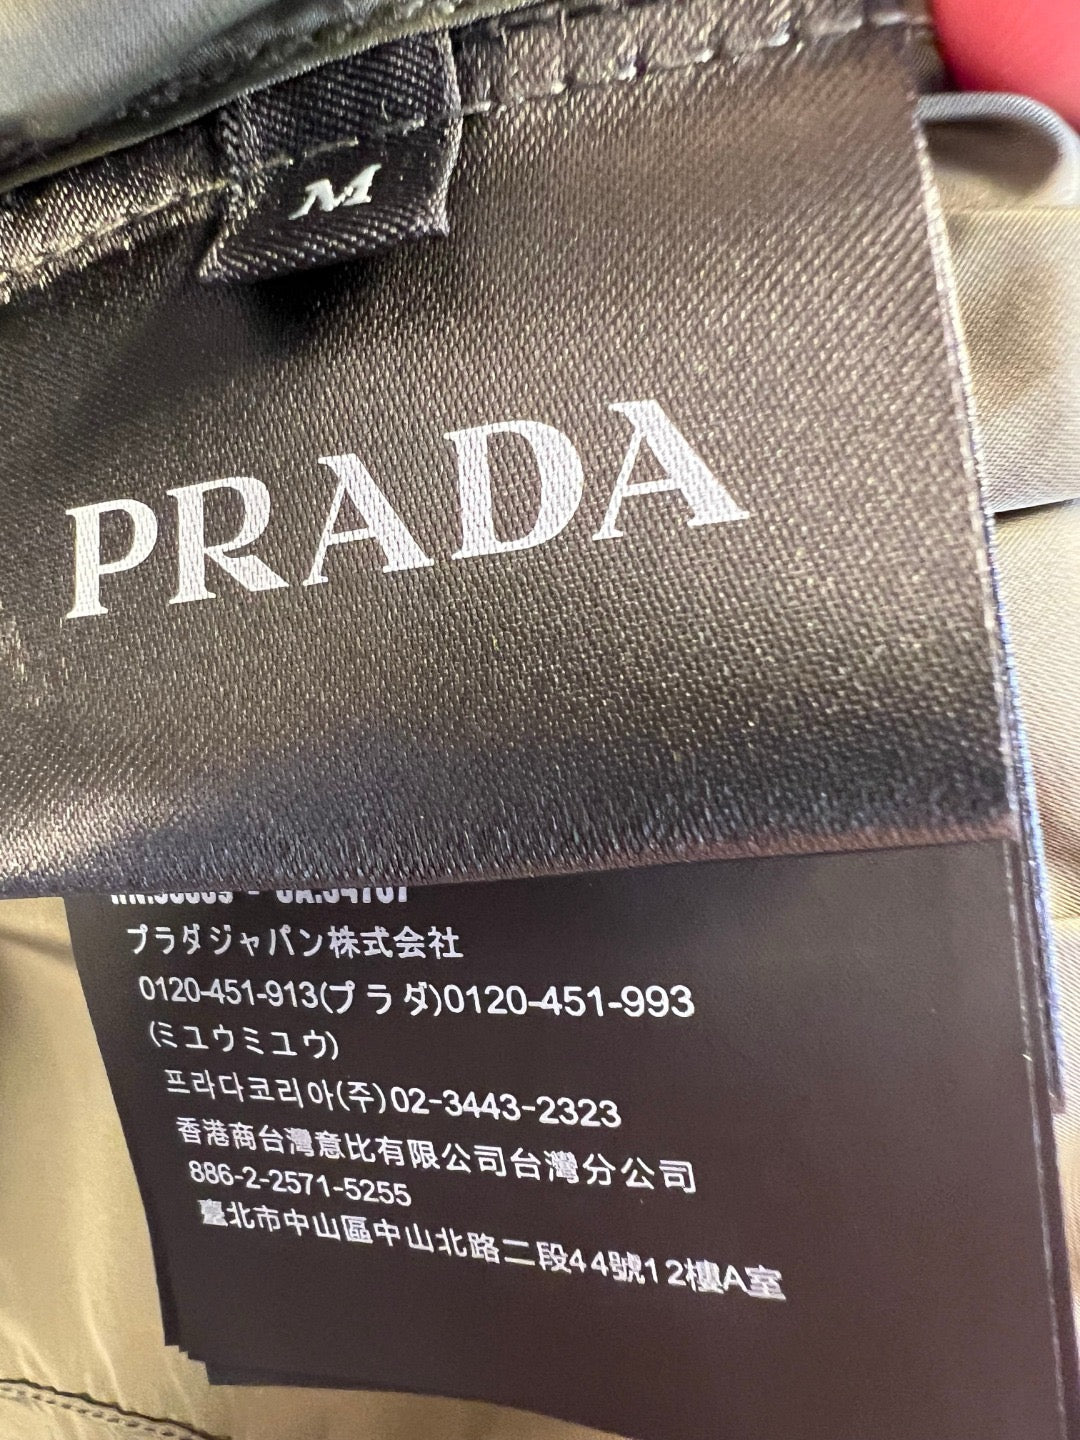 M
PRADA
プラダジャパン株式会社
0120-451-913(プラダ)0120-451-993
(ミュウミュウ)
프라다코리아(주)02-3443-2323
香港商台灣意比有限公司台灣分公司
886-2-2571-5255
臺北市中山區中山北路二段44號12樓A室